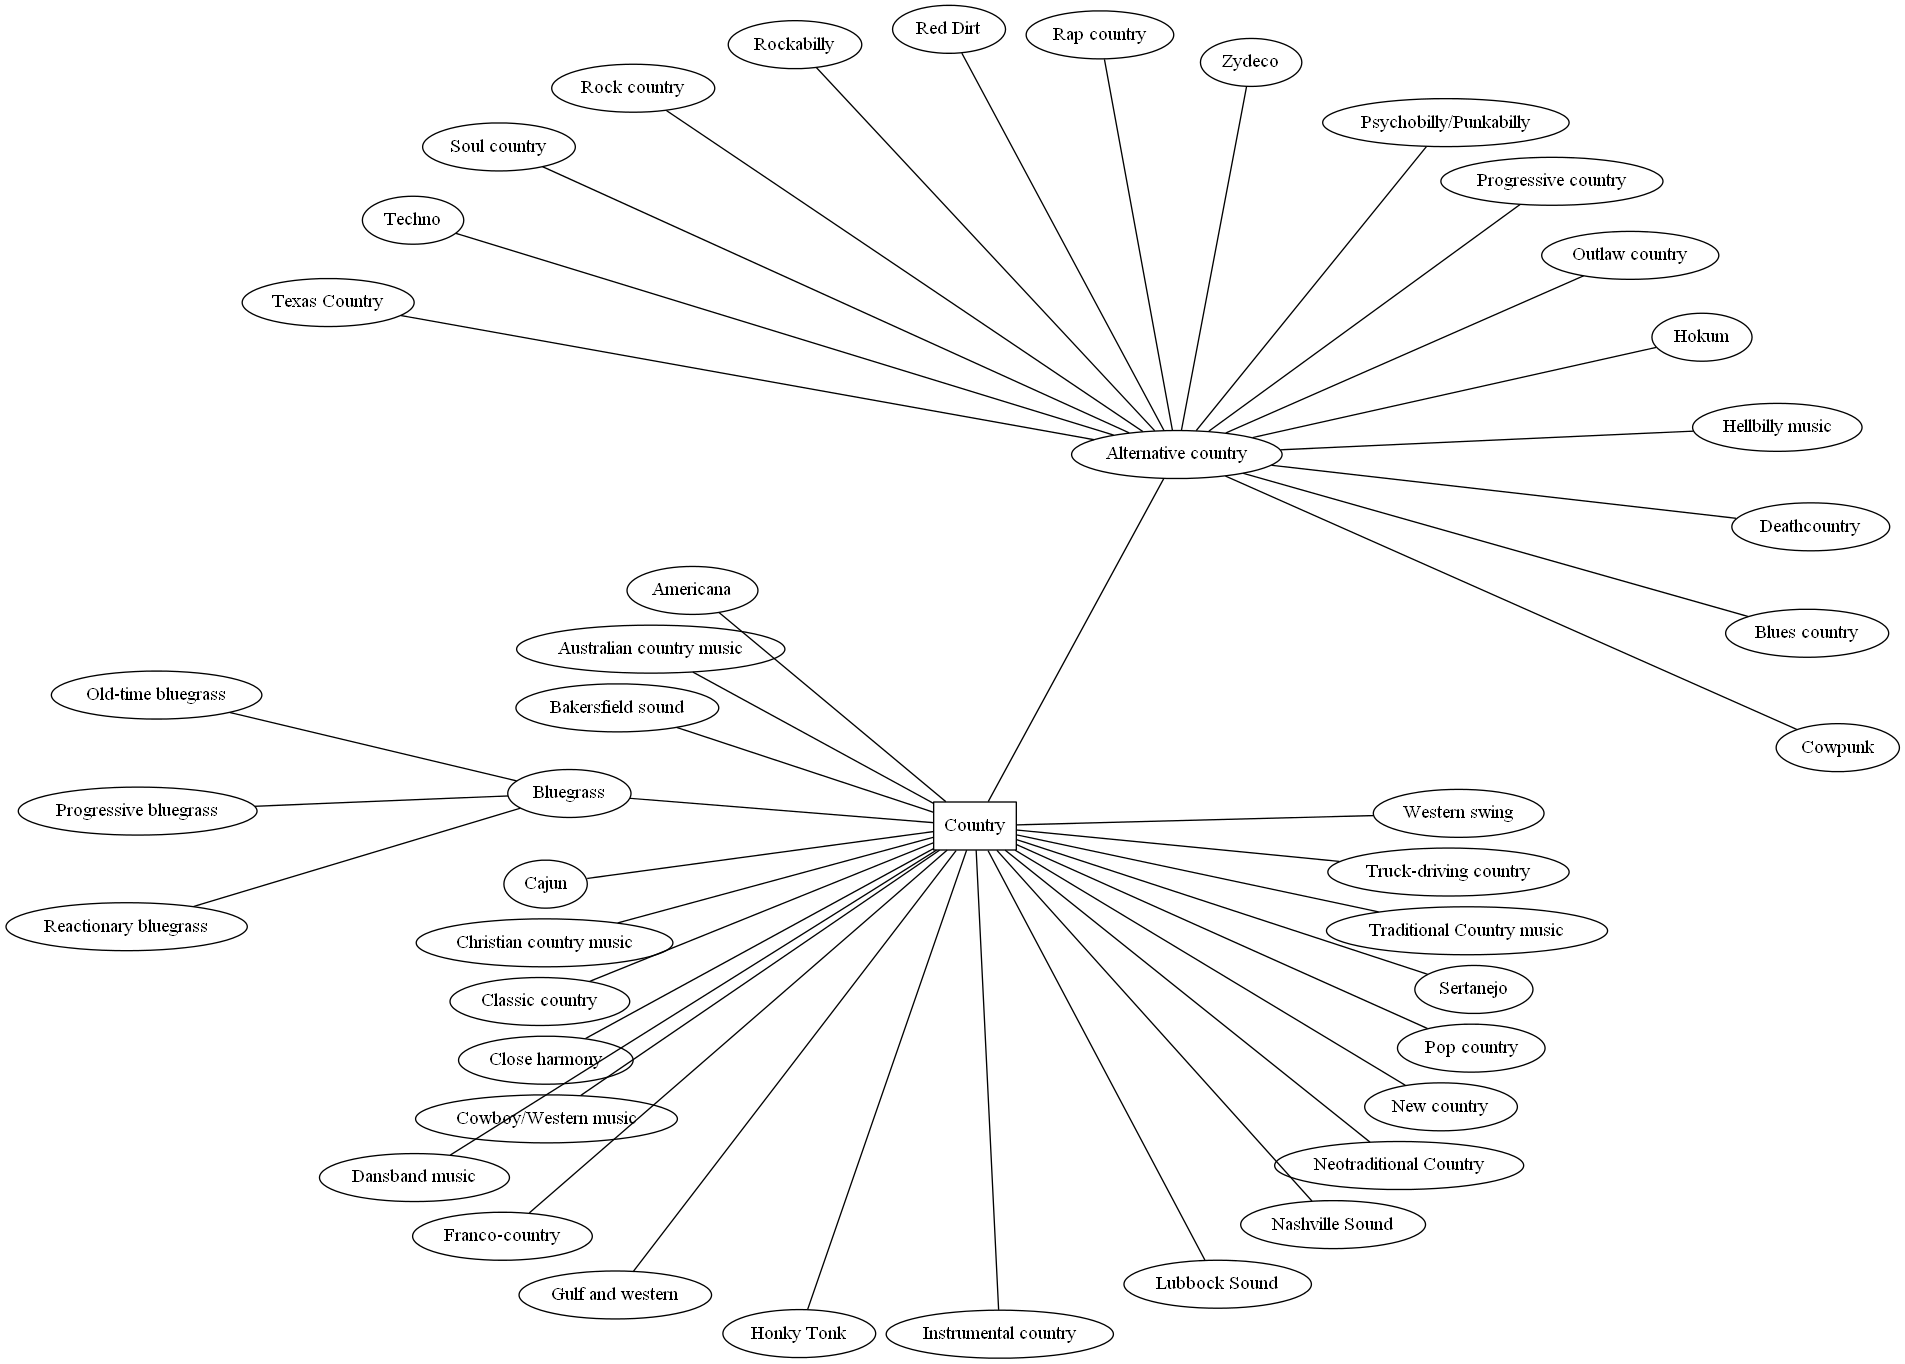 Red Dirt
Rap country
Rockabilly
Zydeco
Rock country
Psychobilly/Punkabilly
Soul country
Progressive country
Techno
Outlaw country
Texas Country
Hokum
Hellbilly music
Alternative country
Deathcountry
Americana
Blues country
Australian country music
Old-time bluegrass
Bakersfield sound
Cowpunk
Bluegrass
Progressive bluegrass
Western swing
Country
Truck-driving country
Cajun
Reactionary bluegrass
Traditional Country music
Christian country music
Sertanejo
Classic country
Pop country
Close harmony
New country
Cowboy/Western music
Neotraditional Country
Dansband music
Nashville Sound
Franco-country
Lubbock Sound
Gulf and western
Honky Tonk
Instrumental country